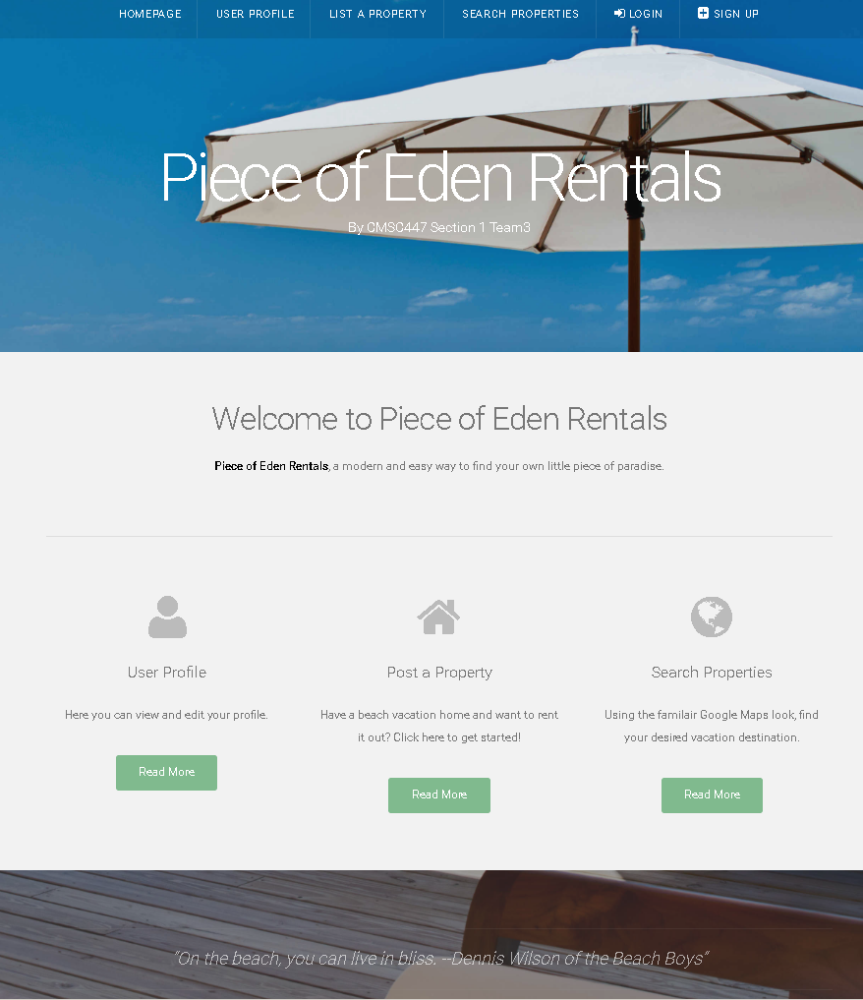 HOMEPAGE USER PROFILE LIST A PROPERTY SEARCH PROPERTIES LOGIN SIGN UP
Piece of Eden Rentals
By CMSC447 Section 1 Team3
Welcome to Piece of Eden Rentals
Piece of Eden Rentals, a modern and easy way to find your own little piece of paradise.
User Profile
Here you can view and edit your profile.
Read More
Post a Property
Have a beach vacation home and want to rent
it out? Click here to get started!
Read More
Search Properties
Using the familair Google Maps look, find
your desired vacation destination.
Read More
"On the beach, you can live in bliss. --Dennis Wilson of the Beach Boys"